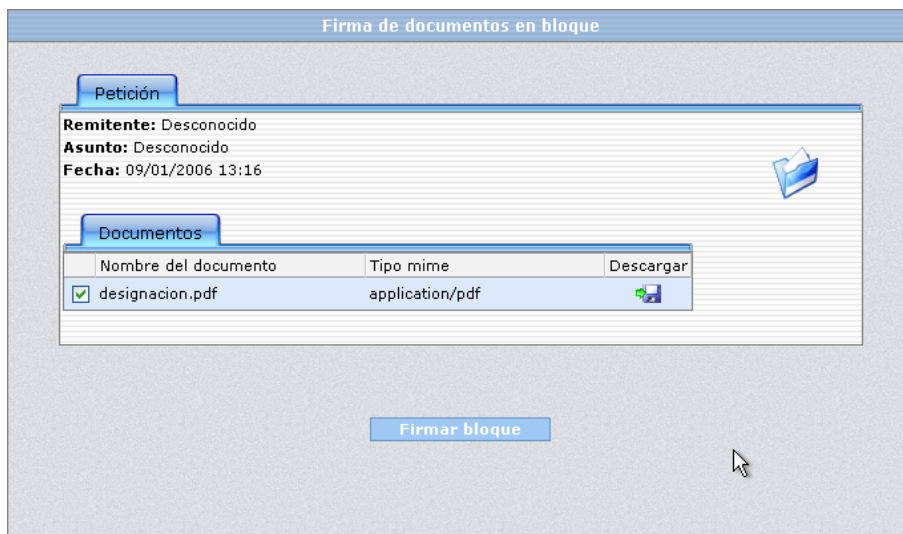 Firma de documentos en bloque
Petición
Remitente: Desconocido
Asunto: Desconocido
Fecha: 09/01/2006 13:16
Documentos
Nombre del documento Tipo mime Descargar
designacion.pdf application/pdf
Firmar bloque